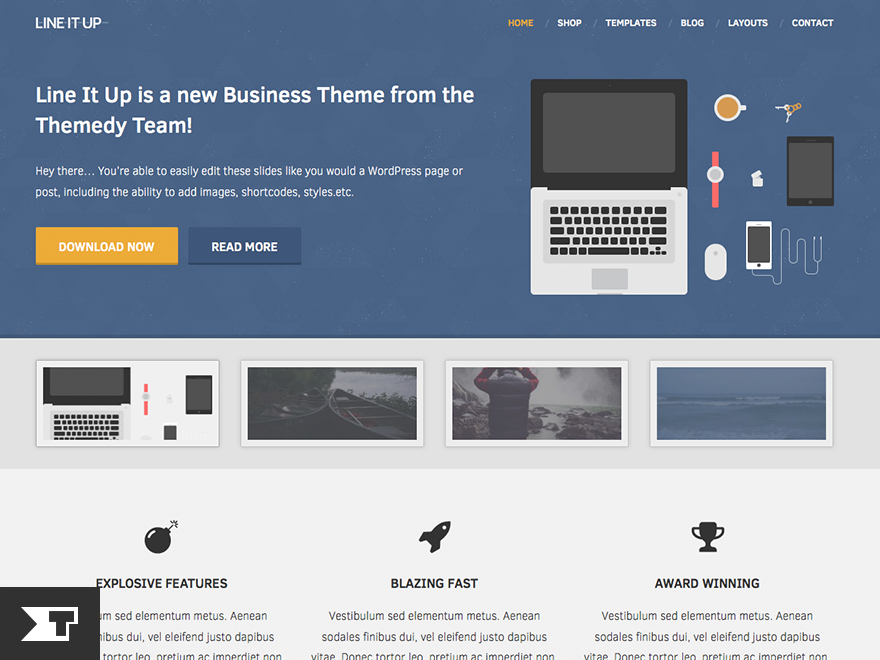 LINE IT UP
HOME / SHOP / TEMPLATES / BLOG / LAYOUTS / CONTACT
Line It Up is a new Business Theme from the
Themedy Team!
Hey there... You're able to easily edit these slides like you would a WordPress page or
post, including the ability to add images, shortcodes, styles.etc.
DOWNLOAD NOW
READ MORE
EXPLOSIVE FEATURES
BLAZING FAST
AWARD WINNING
sed elementum metus. Aenean
finibus dui, vel eleifend justo dapibus
tortor leo, pretium ac imperdiet non
Vestibulum sed elementum metus. Aenean
sodales finibus dui, vel eleifend justo dapibus
vitae. Donec tortor leo, pretium ac imperdiet non
Vestibulum sed elementum metus. Aenean
sodales finibus dui, vel eleifend justo dapibus
vitae. Donec tortor leo, pretium ac imperdiet non
T